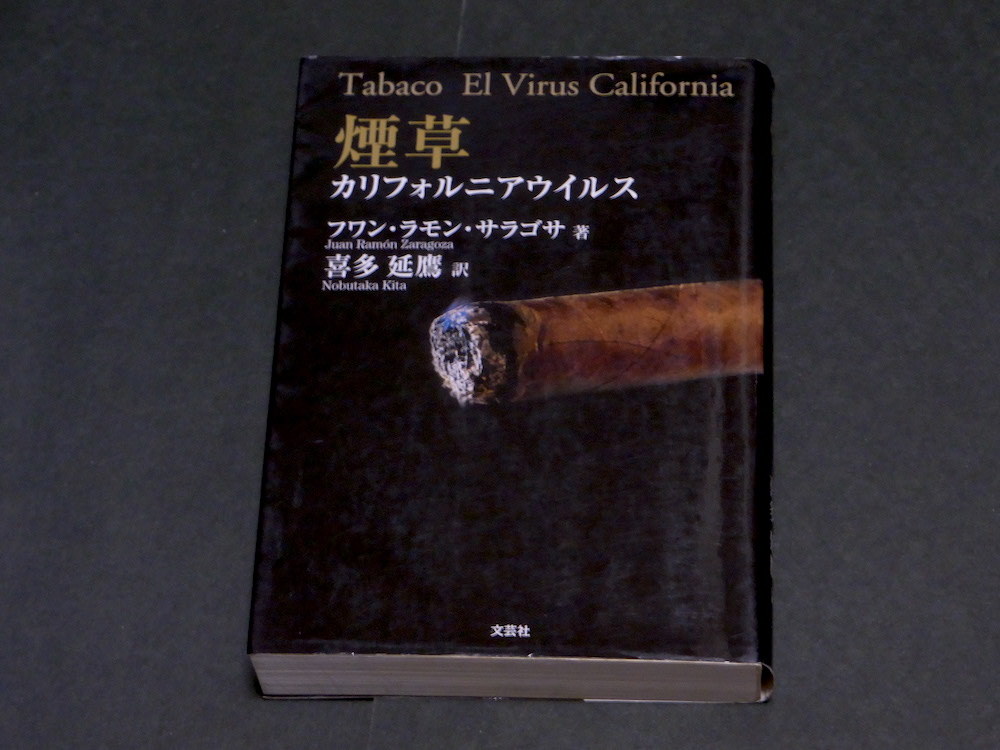 Tabaco El Virus California
煙草
カリフォルニアウイルス
フワン・ラモン・サラゴサ 著
Juan Ramón Zaragoza
喜多 延鷹 訳
Nobutaka Kita
文芸社